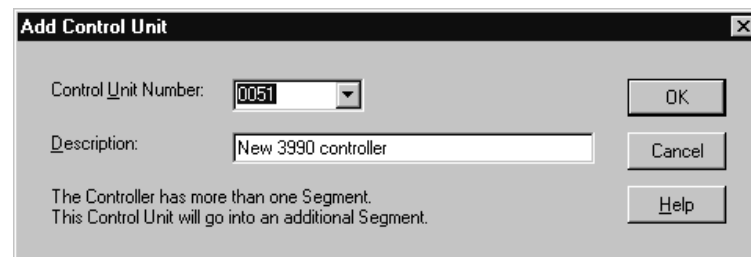 Add Control Unit
Control Unit Number: 0051 OK
Description: New 3990 controller Cancel
The Controller has more than one Segment.
This Control Unit will go into an additional Segment.
Help